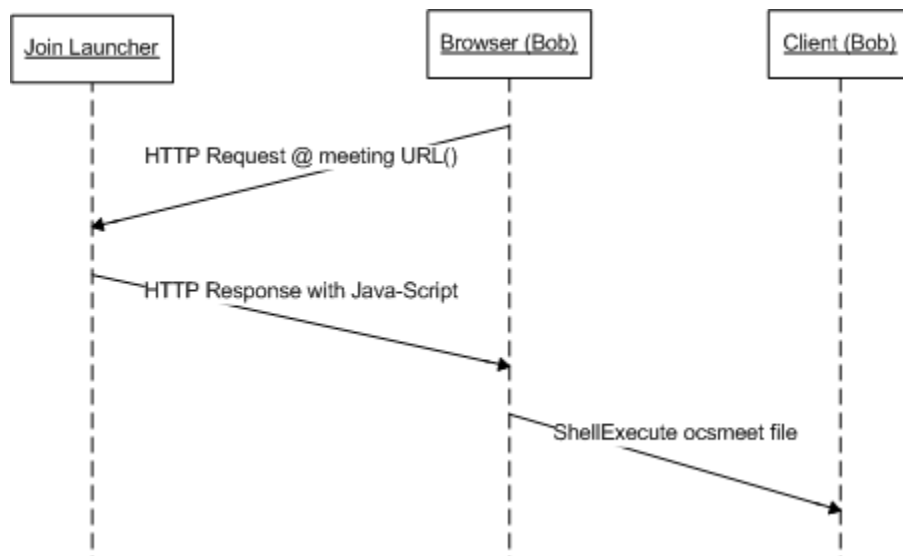 Join Launcher
Browser (Bob)
Client (Bob)
HTTP Request @ meeting URL()
HTTP Response with Java-Script
ShellExecute ocsmeet file